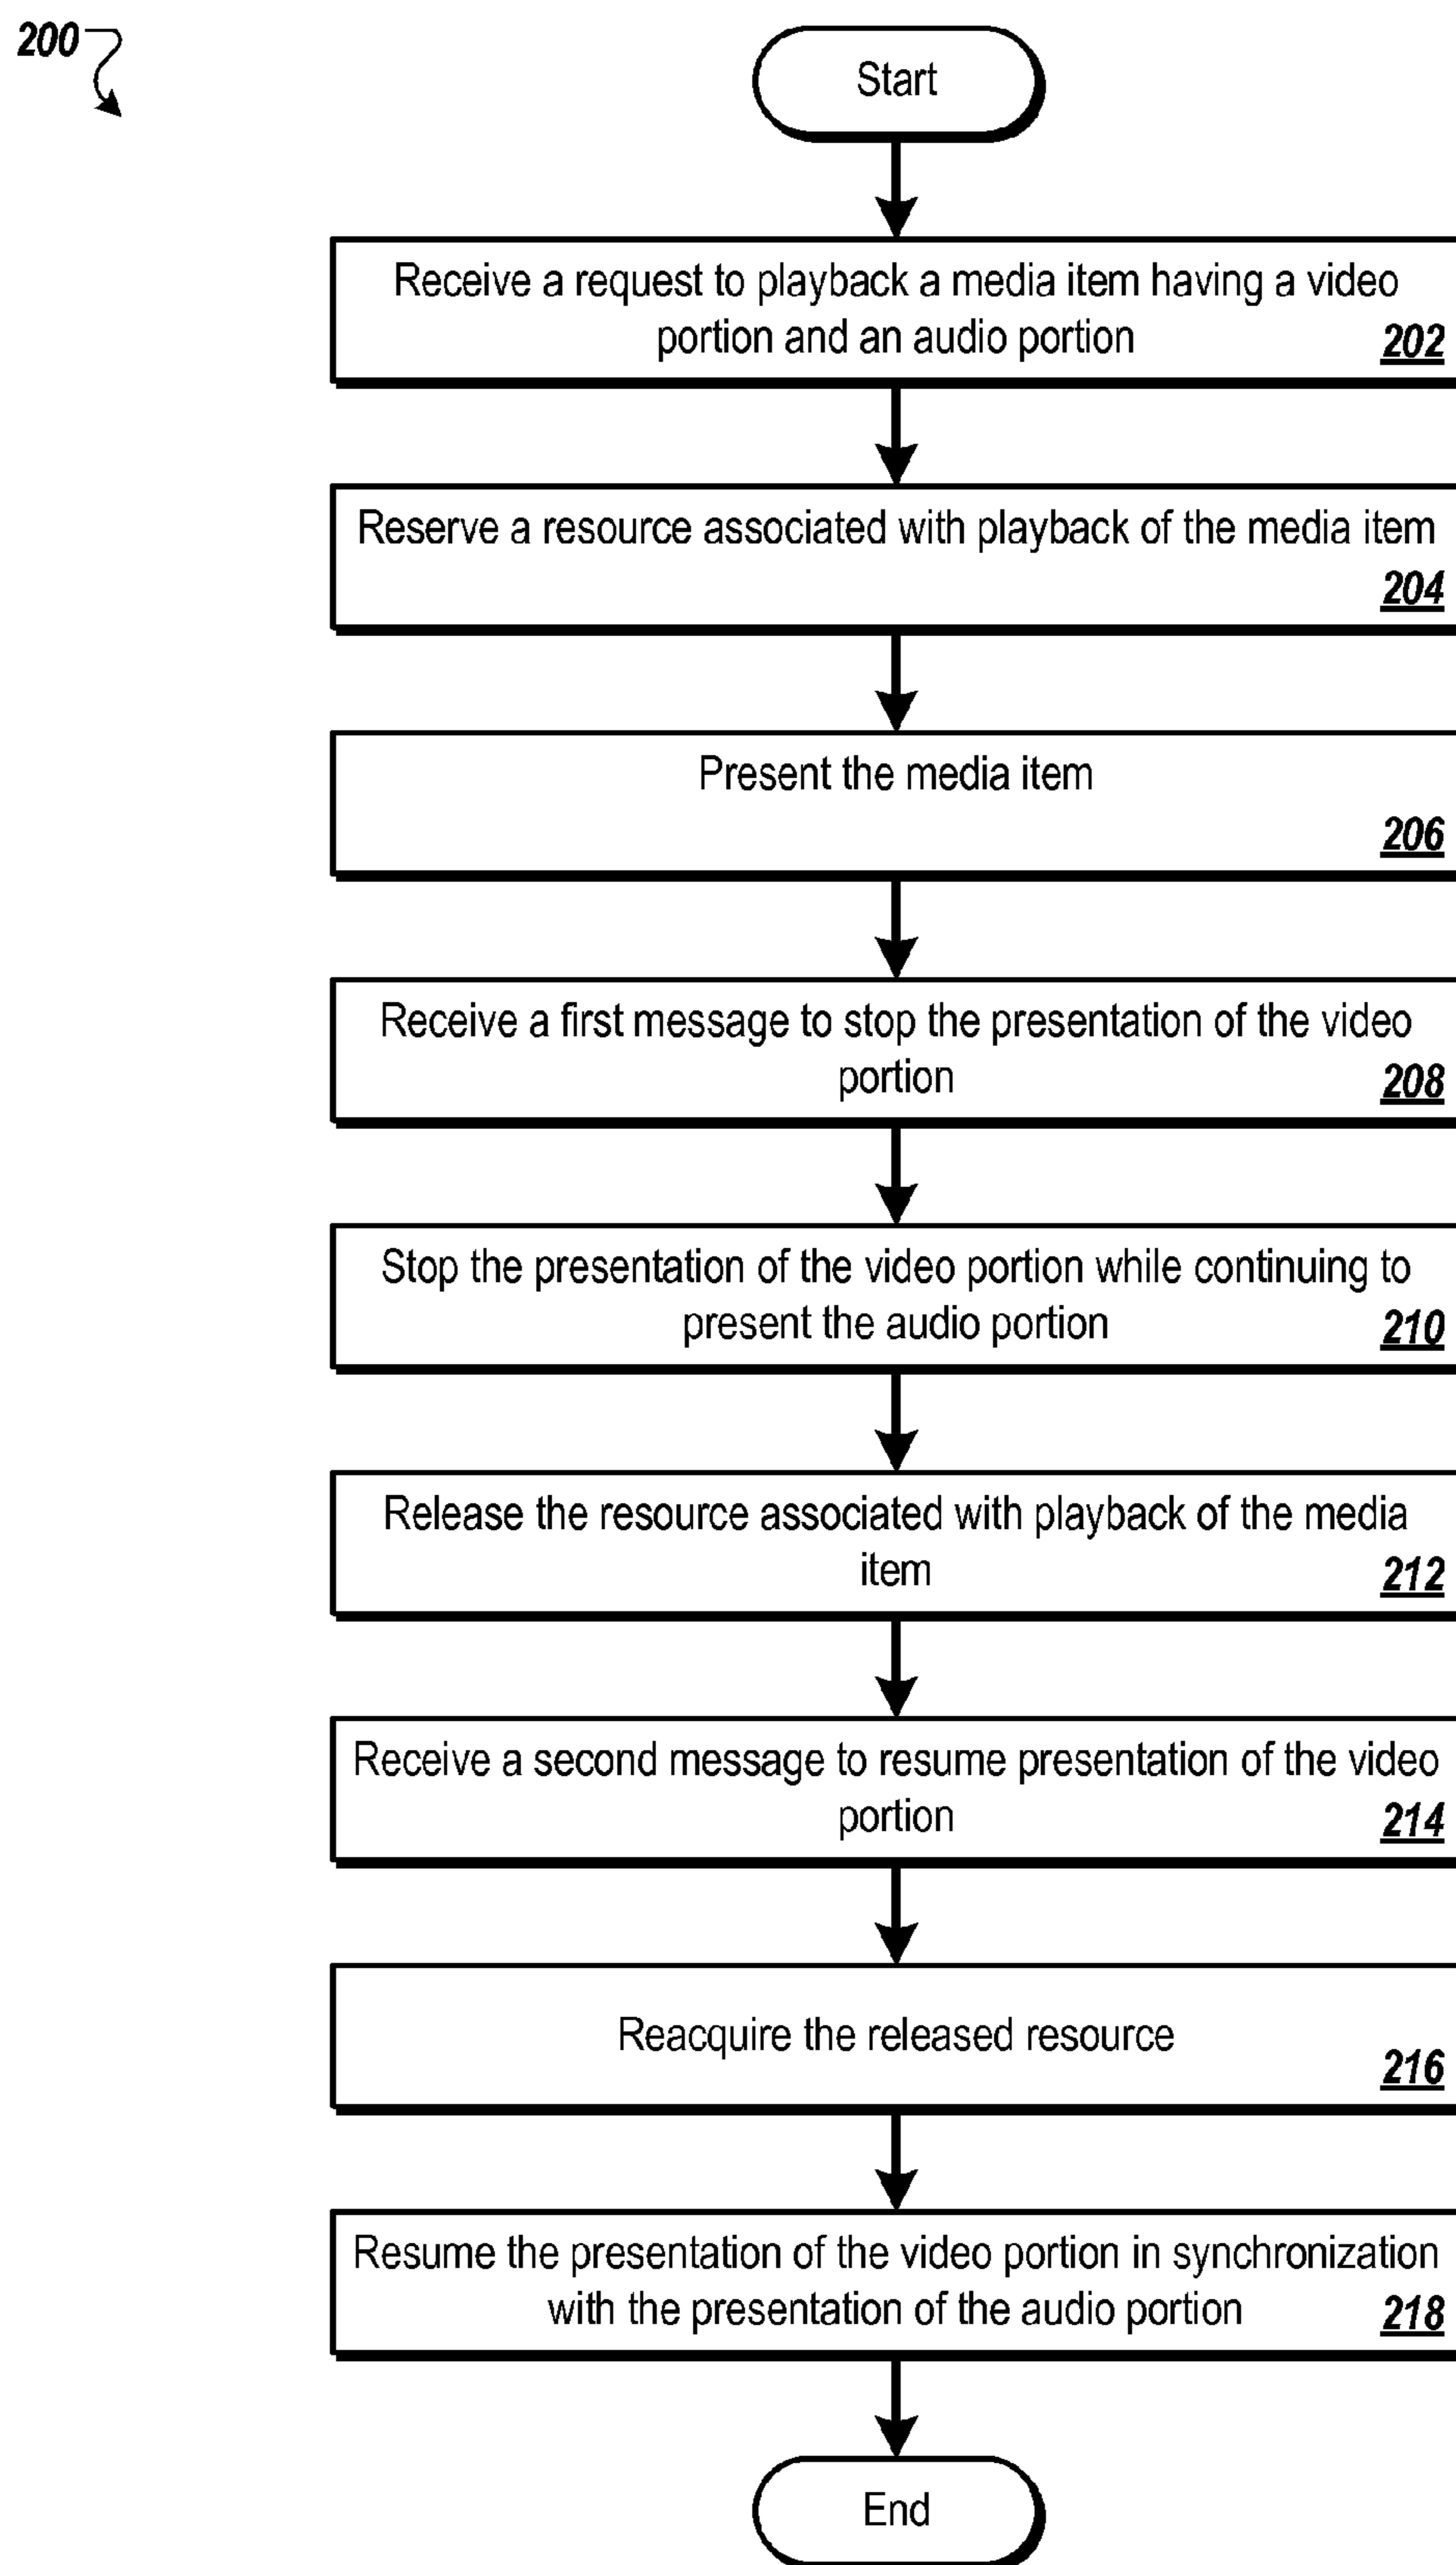 200
Start
Receive a request to playback a media item having a video
portion and an audio portion
202
Reserve a resource associated with playback of the media item
204
Present the media item
206
Receive a first message to stop the presentation of the video
portion
208
Stop the presentation of the video portion while continuing to
present the audio portion
210
Release the resource associated with playback of the media
item
212
Receive a second message to resume presentation of the video
portion
214
Reacquire the released resource
216
Resume the presentation of the video portion in synchronization
with the presentation of the audio portion
218
End